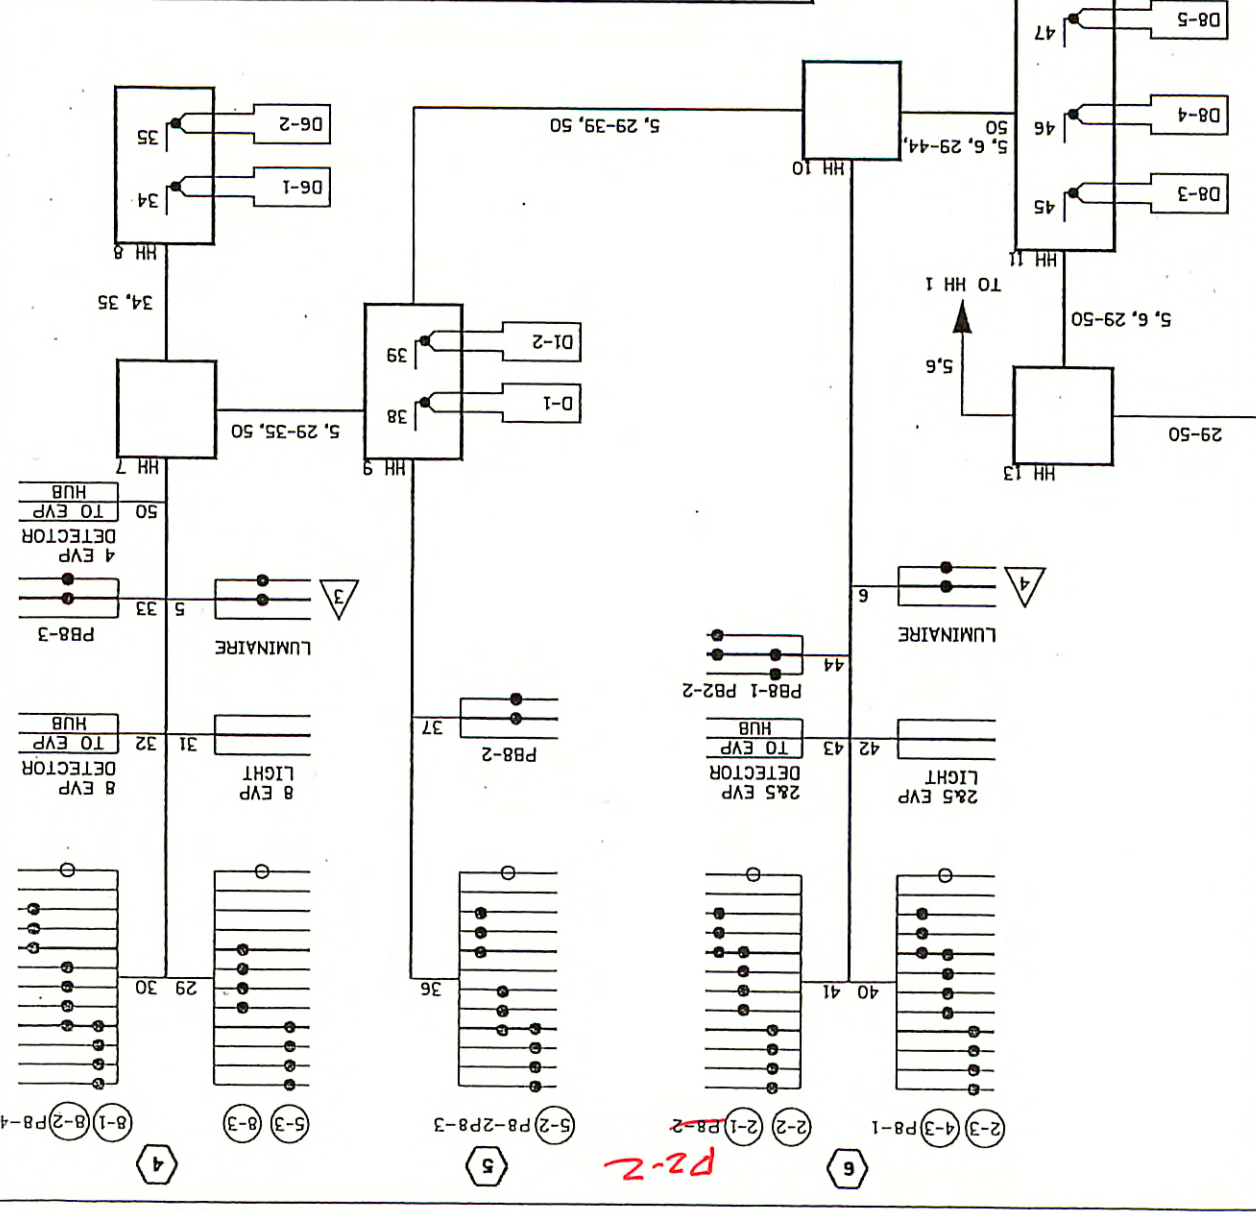 6
P2-2
5
4
2-3 4-3 P8-1
2-2 2-1 P8-2
5-2 P8-2P8-3
5-3 8-3
8-1 8-2 P8-4
40
41
36
29
30
2&5 EVP
LIGHT
42
43
2&5 EVP
DETECTOR
TO EVP
HUB
PB8-1 PB2-2
44
PB8-2
37
8 EVP
LIGHT
31
32
8 EVP
DETECTOR
TO EVP
HUB
LUMINAIRE
4
6
LUMINAIRE
3
5
33
PB8-3
4 EVP
DETECTOR
TO EVP
HUB
50
HH 13
29-50
5,6
TO HH 1
5, 6, 29-50
HH 11
D8-3
45
D8-4
46
D8-5
47
5, 6, 29-44,
50
HH 10
5, 29-39, 50
HH 9
D-1
38
D1-2
39
5, 29-35, 50
HH 7
34, 35
HH 8
D6-1
34
D6-2
35